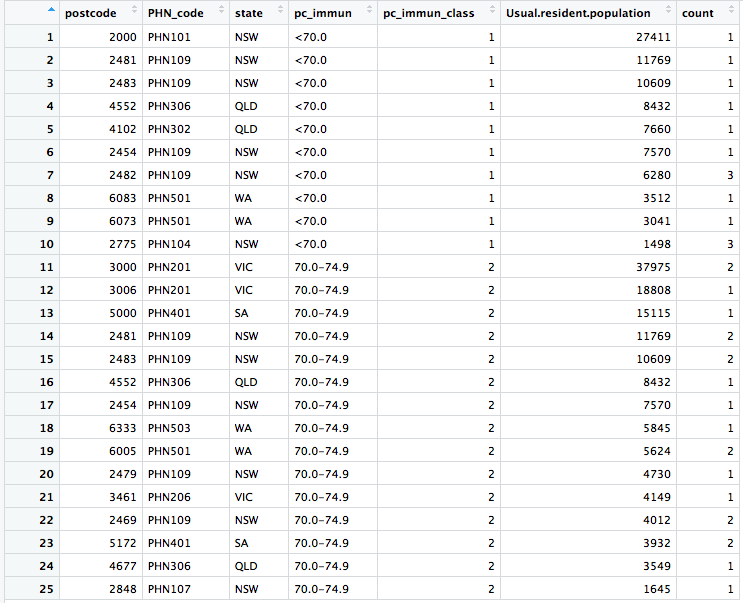 postcode PHN_code state pc_immun pc_immun_class Usual.resident.population count
1 2000 PHN101 NSW <70.0 1 27411 1
2 2481 PHN109 NSW <70.0 1 11769 1
3 2483 PHN109 NSW <70.0 1 10609 1
4 4552 PHN306 QLD <70.0 1 8432 1
5 4102 PHN302 QLD <70.0 1 7660 1
6 2454 PHN109 NSW <70.0 1 7570 1
7 2482 PHN109 NSW <70.0 1 6280 3
8 6083 PHN501 WA <70.0 1 3512 1
9 6073 PHN501 WA <70.0 1 3041 1
10 2775 PHN104 NSW <70.0 1 1498 3
11 3000 PHN201 VIC 70.0-74.9 2 37975 2
12 3006 PHN201 VIC 70.0-74.9 2 18808 1
13 5000 PHN401 SA 70.0-74.9 2 15115 1
14 2481 PHN109 NSW 70.0-74.9 2 11769 2
15 2483 PHN109 NSW 70.0-74.9 2 10609 2
16 4552 PHN306 QLD 70.0-74.9 2 8432 1
17 2454 PHN109 NSW 70.0-74.9 2 7570 1
18 6333 PHN503 WA 70.0-74.9 2 5845 1
19 6005 PHN501 WA 70.0-74.9 2 5624 2
20 2479 PHN109 NSW 70.0-74.9 2 4730 1
21 3461 PHN206 VIC 70.0-74.9 2 4149 1
22 2469 PHN109 NSW 70.0-74.9 2 4012 2
23 5172 PHN401 SA 70.0-74.9 2 3932 2
24 4677 PHN306 QLD 70.0-74.9 2 3549 1
25 2848 PHN107 NSW 70.0-74.9 2 1645 1